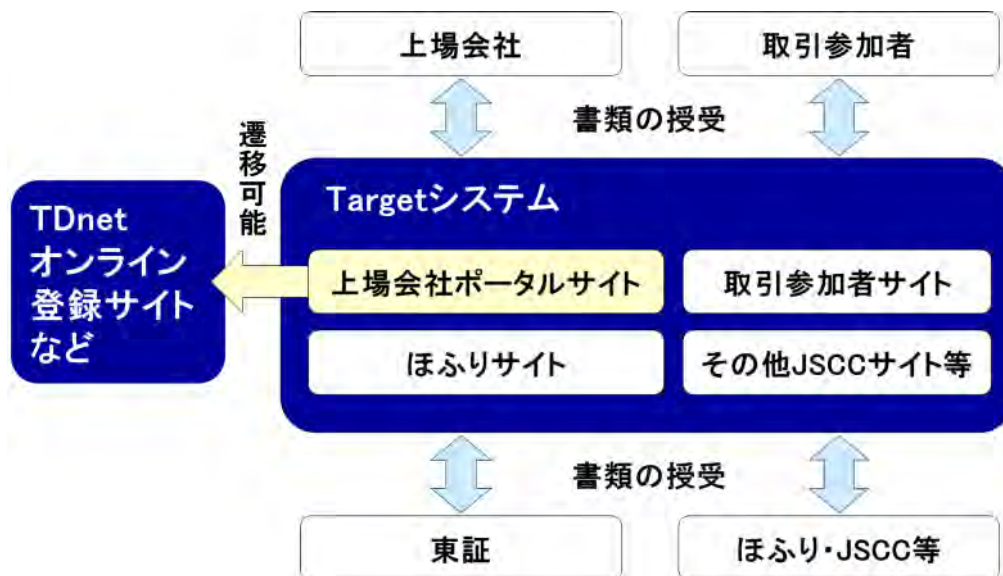 上場会社
取引参加者
書類の授受
遷移可能
Targetシステム
TDnet
オンライン
登録サイト
など
上場会社ポータルサイト
取引参加者サイト
ほふりサイト
その他JSCCサイト等
書類の授受
東証
ほふり・JSCC等